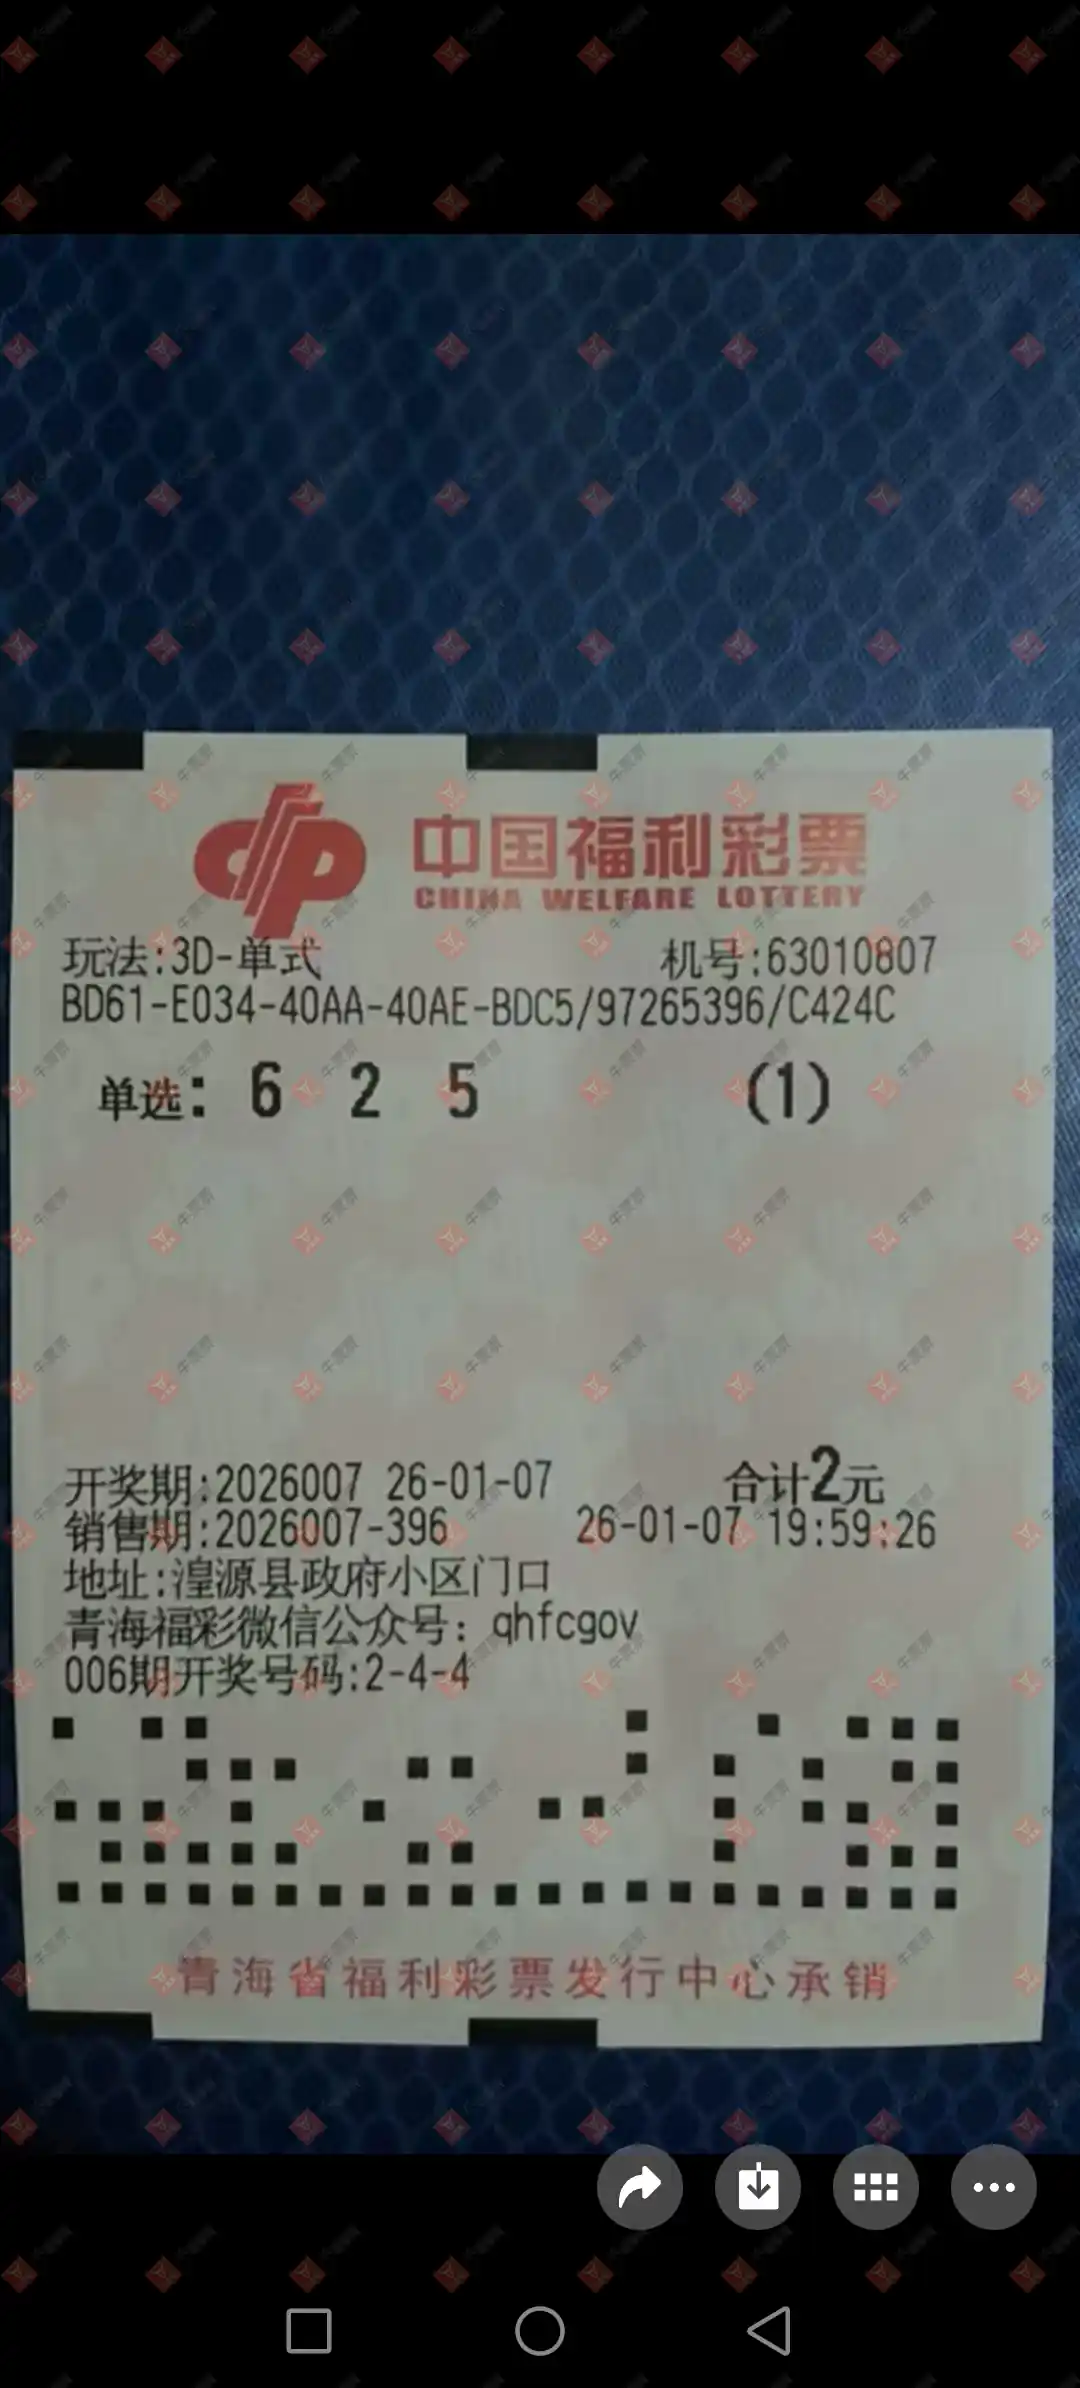 中国福利彩票
CHINA WELFARE LOTTERY
玩法:3D-单式 机号:63010807
BD61-E034-40AA-40AE-BDC5/97265396/C424C
单选: 6 2 5 (1)
开奖期:2026007 26-01-07 合计2元
销售期:2026007-396 26-01-07 19:59:26
地址:湟源县政府小区门口
青海福彩微信公众号: qhfcgov
006期开奖号码:2-4-4
青海省福利彩票发行中心承销